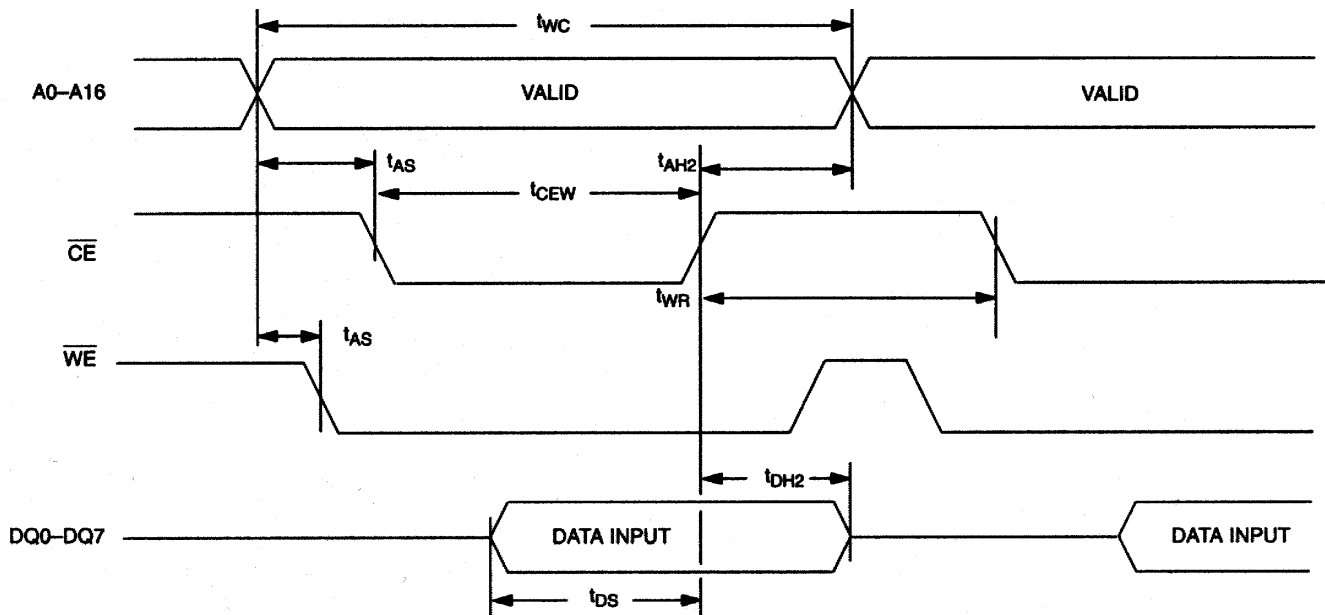 tWC
A0–A16 VALID VALID
tAS tAH2
tCEW
CE
tWR
tAS
WE
tDH2
DQ0–DQ7 DATA INPUT DATA INPUT
tDS